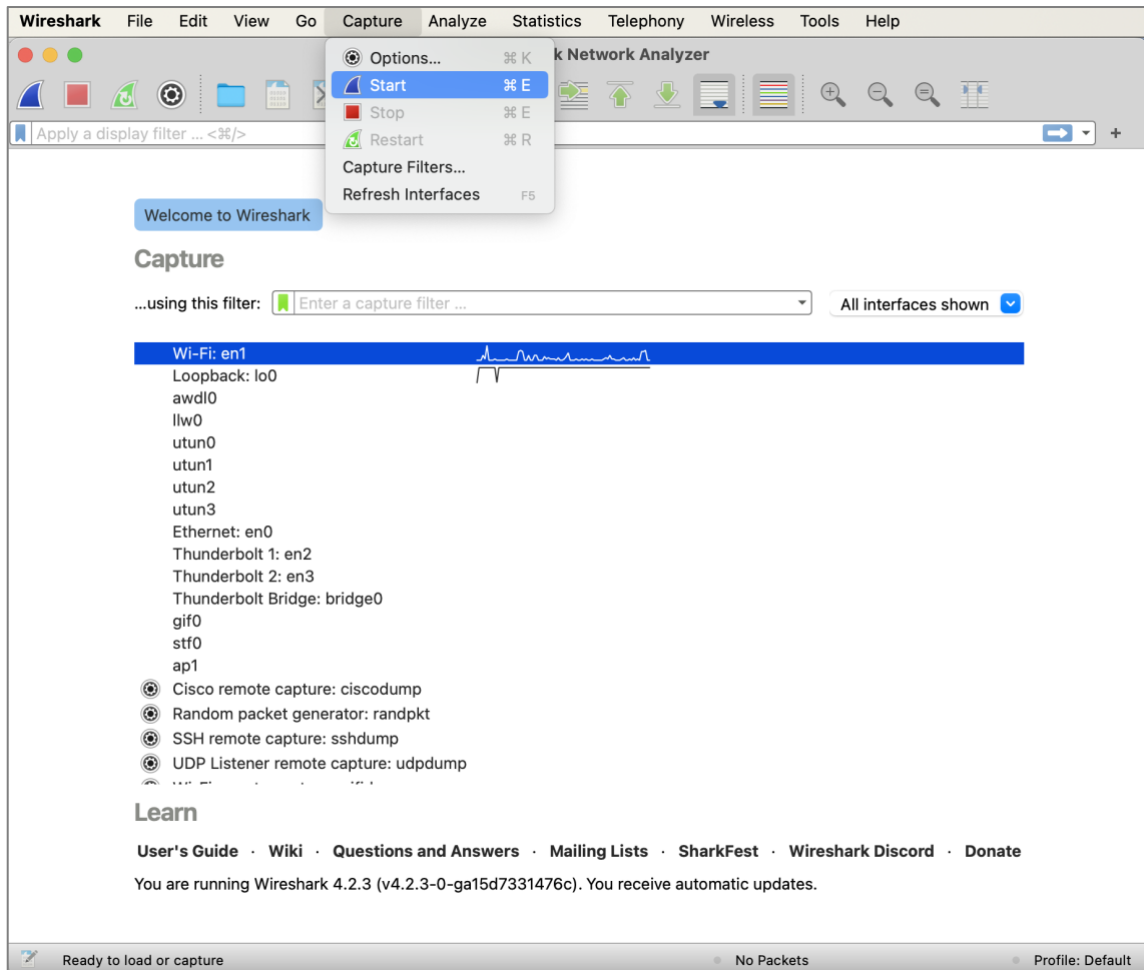 Wireshark File Edit View Go Capture Analyze Statistics Telephony Wireless Tools Help
k Network Analyzer
Options... ⌘ K
Start ⌘ E
Stop ⌘ E
Restart ⌘ R
Capture Filters...
Refresh Interfaces F5
Apply a display filter ... <⌘/>
+
Welcome to Wireshark
Capture
...using this filter: Enter a capture filter ... All interfaces shown
Wi-Fi: en1
Loopback: lo0
awdl0
llw0
utun0
utun1
utun2
utun3
Ethernet: en0
Thunderbolt 1: en2
Thunderbolt 2: en3
Thunderbolt Bridge: bridge0
gif0
stf0
ap1
Cisco remote capture: ciscodump
Random packet generator: randpkt
SSH remote capture: sshdump
UDP Listener remote capture: udpdump
Learn
User's Guide · Wiki · Questions and Answers · Mailing Lists · SharkFest · Wireshark Discord · Donate
You are running Wireshark 4.2.3 (v4.2.3-0-ga15d7331476c). You receive automatic updates.
Ready to load or capture No Packets Profile: Default